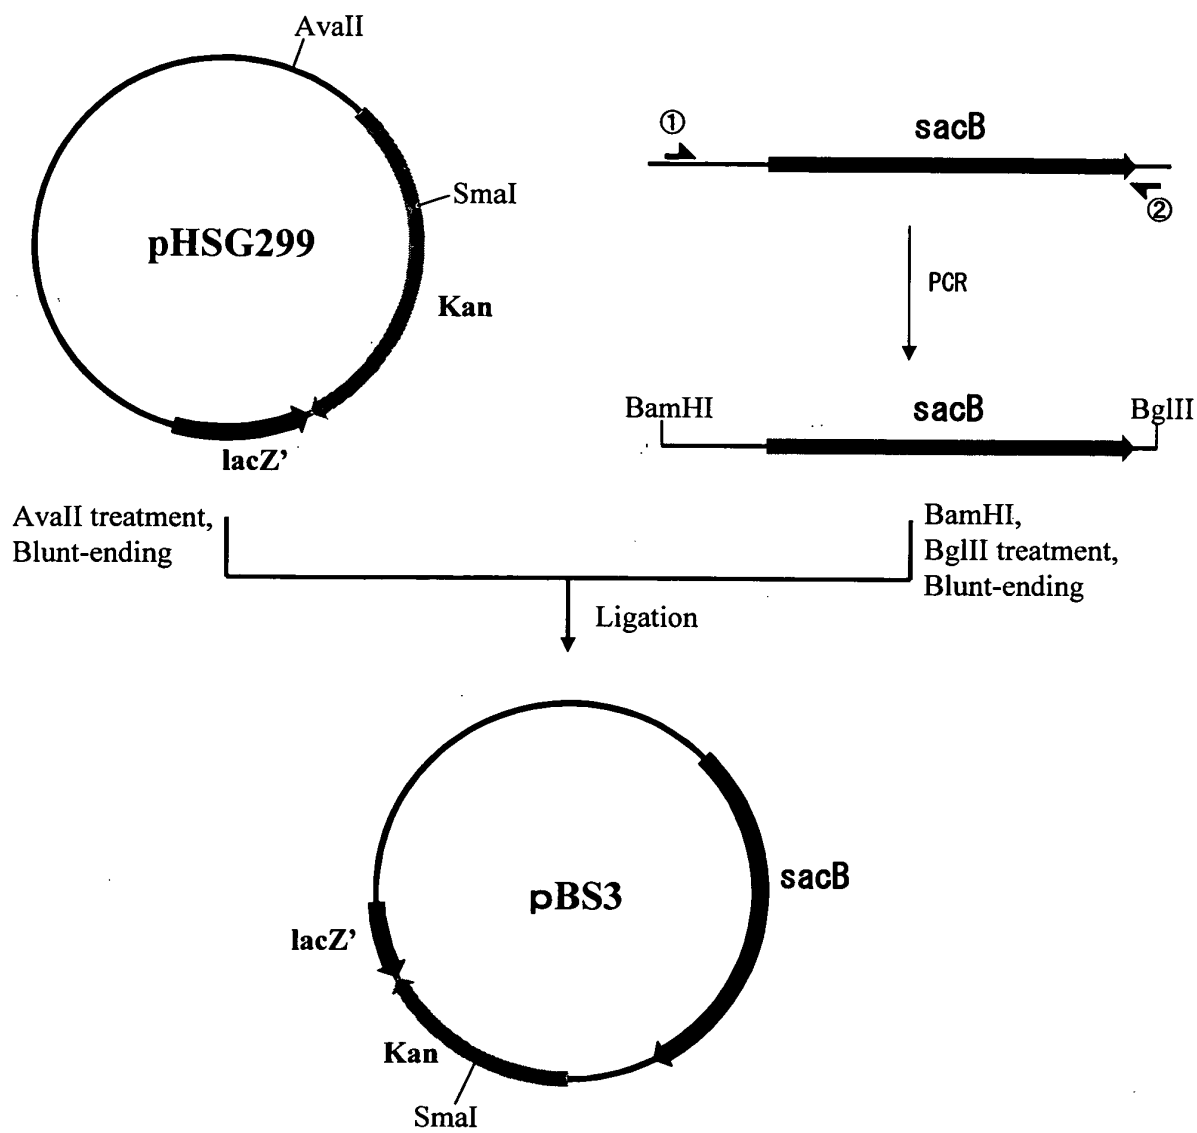 AvaII
SmaI
pHSG299
Kan
lacZ’
①
sacB
②
PCR
BamHI
sacB
BglII
AvaII treatment,
Blunt-ending
BamHI,
BglII treatment,
Blunt-ending
Ligation
pBS3
sacB
lacZ’
Kan
SmaI